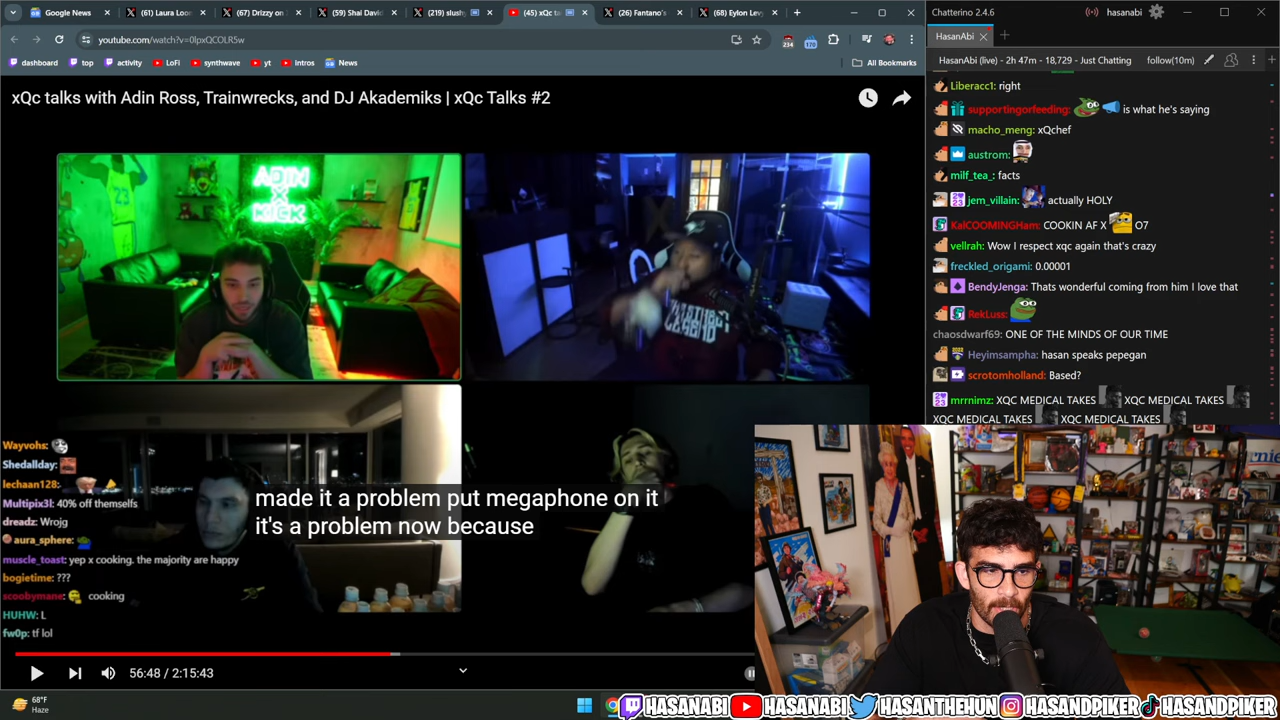 Google News
(61) Laura Loon
(67) Drizzy on
(59) Shai David
(219) slushy
(45) xQc ta
(26) Fantano's
(68) Eylon Levy
youtube.com/watch?v=0lpxQCOLR5w
234
170
dashboard
top
activity
LoFi
synthwave
yt
intros
News
All Bookmarks
xQc talks with Adin Ross, Trainwrecks, and DJ Akademiks | xQc Talks #2
ADIN
X
KICK
23
made it a problem put megaphone on it
it's a problem now because
Wayvohs:
Shedallday:
lechaan128:
Multipix3l: 40% off themselfs
dreadz: Wrojg
aura_sphere:
muscle_toast: yep x cooking. the majority are happy
bogietime: ???
scoobymane: cooking
HUHW: L
fw0p: tf lol
56:48 / 2:15:43
68°F
Haze
Chatterino 2.4.6
hasanabi
HasanAbi
HasanAbi (live) - 2h 47m - 18,729 - Just Chatting
follow(10m)
Liberacc1: right
supportingorfeeding: is what he's saying
macho_meng: xQchef
austrom:
milf_tea_: facts
jem_villain: actually HOLY
KalCOOMINGHam: COOKIN AF X O7
vellrah: Wow I respect xqc again that's crazy
freckled_origami: 0.00001
BendyJenga: Thats wonderful coming from him I love that
RekLuss:
chaosdwarf69: ONE OF THE MINDS OF OUR TIME
Heyimsampha: hasan speaks pepegan
scrotomholland: Based?
mrrnimz: XQC MEDICAL TAKES XQC MEDICAL TAKES
XQC MEDICAL TAKES XQC MEDICAL TAKES
HASANABI
HASANABI
HASANTHEHUN
HASANDPIKER
HASANDPIKER